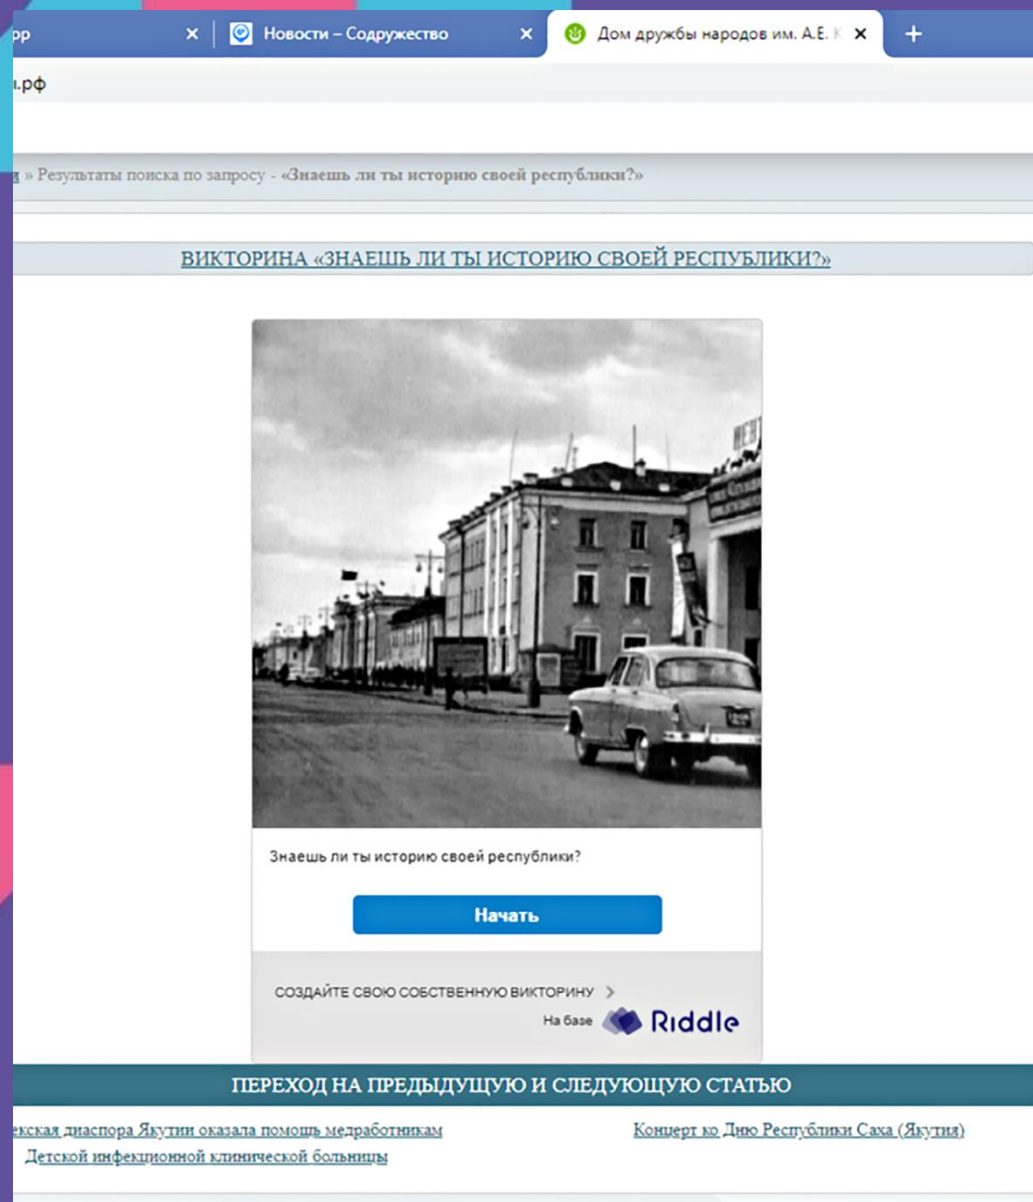 × Новости – Содружество × Дом дружбы народов им. А.Е. К × +
.рф
» Результаты поиска по запросу - «Знаешь ли ты историю своей республики?»
ВИКТОРИНА «ЗНАЕШЬ ЛИ ТЫ ИСТОРИЮ СВОЕЙ РЕСПУБЛИКИ?»
Знаешь ли ты историю своей республики?
Начать
СОЗДАЙТЕ СВОЮ СОБСТВЕННУЮ ВИКТОРИНУ >
На базе Riddle
ПЕРЕХОД НА ПРЕДЫДУЩУЮ И СЛЕДУЮЩУЮ СТАТЬЮ
екская диаспора Якутии оказала помощь медработникам Концерт ко Дню Республики Саха (Якутия)
Детской инфекционной клинической больницы